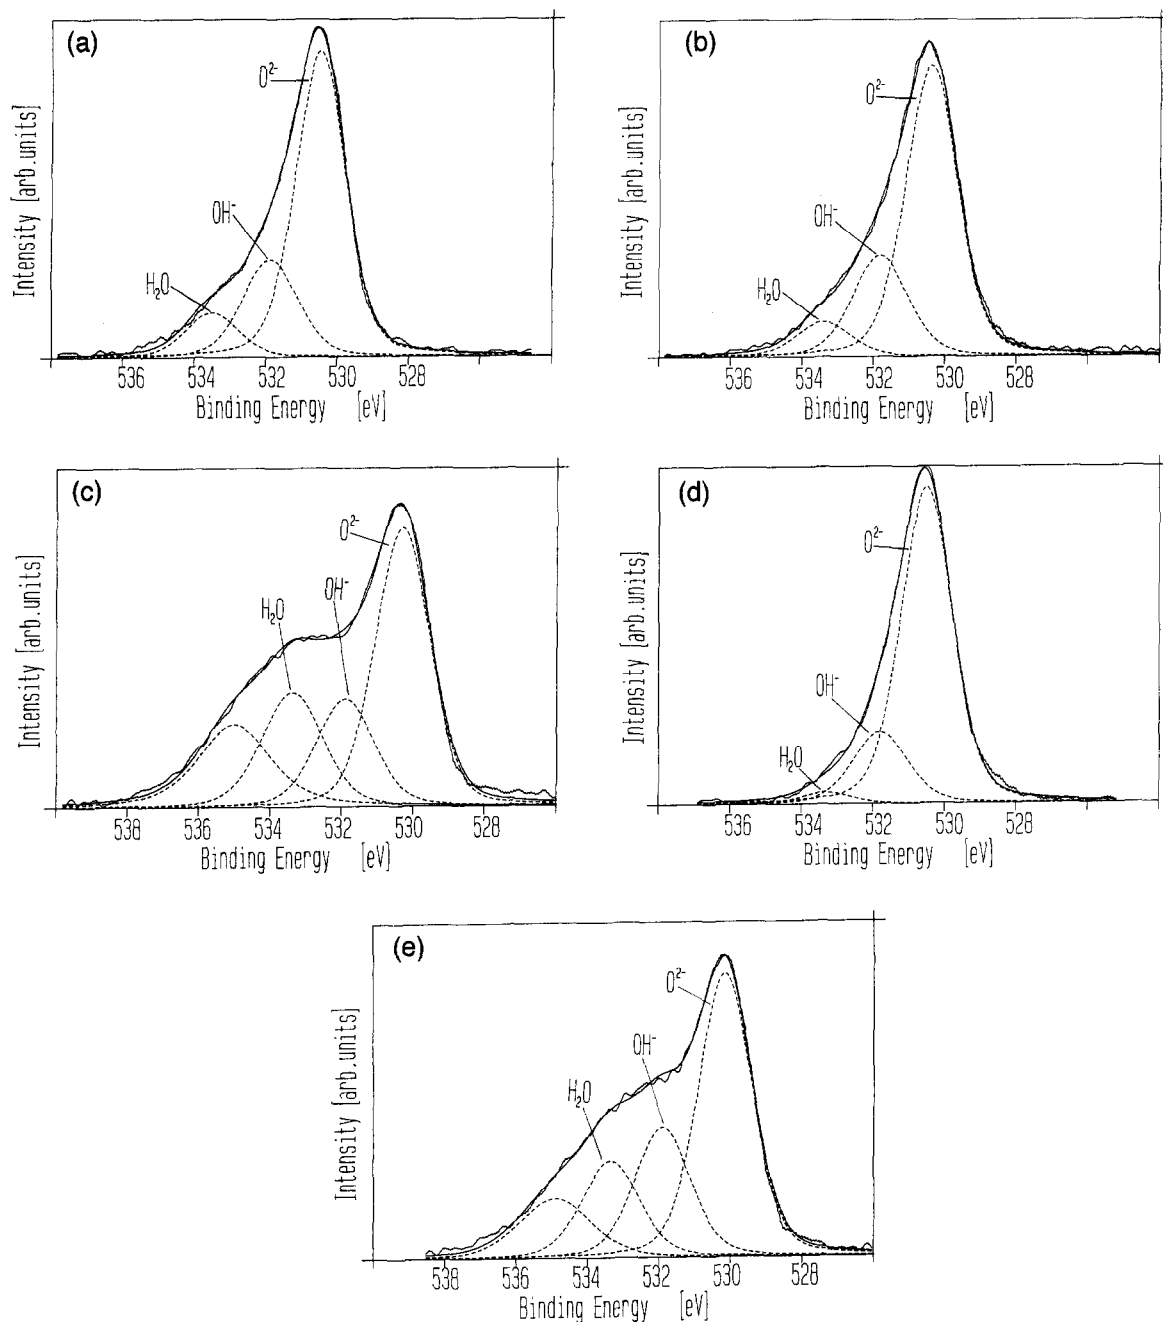 (a)
O²⁻
OH⁻
H₂O
Intensity [arb.units]
536 534 532 530 528
Binding Energy [eV]
(b)
O²⁻
OH⁻
H₂O
Intensity [arb.units]
536 534 532 530 528
Binding Energy [eV]
(c)
O²⁻
OH⁻
H₂O
Intensity [arb.units]
538 536 534 532 530 528
Binding Energy [eV]
(d)
O²⁻
OH⁻
H₂O
Intensity [arb.units]
536 534 532 530 528
Binding Energy [eV]
(e)
O²⁻
OH⁻
H₂O
Intensity [arb.units]
538 536 534 532 530 528
Binding Energy [eV]